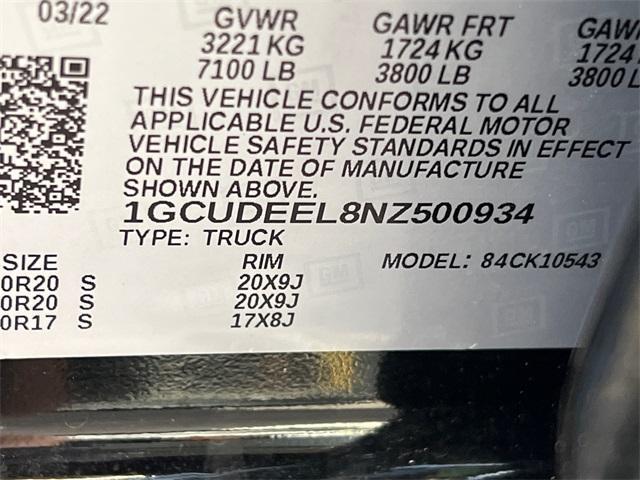 03/22 GVWR GAWR FRT GAWR
3221 KG 1724 KG 1724
7100 LB 3800 LB 3800 L
THIS VEHICLE CONFORMS TO ALL
APPLICABLE U.S. FEDERAL MOTOR
VEHICLE SAFETY STANDARDS IN EFFECT
ON THE DATE OF MANUFACTURE
SHOWN ABOVE.
1GCUDEEL8NZ500934
TYPE: TRUCK
SIZE RIM MODEL: 84CK10543
0R20 S 20X9J
0R20 S 20X9J
0R17 S 17X8J